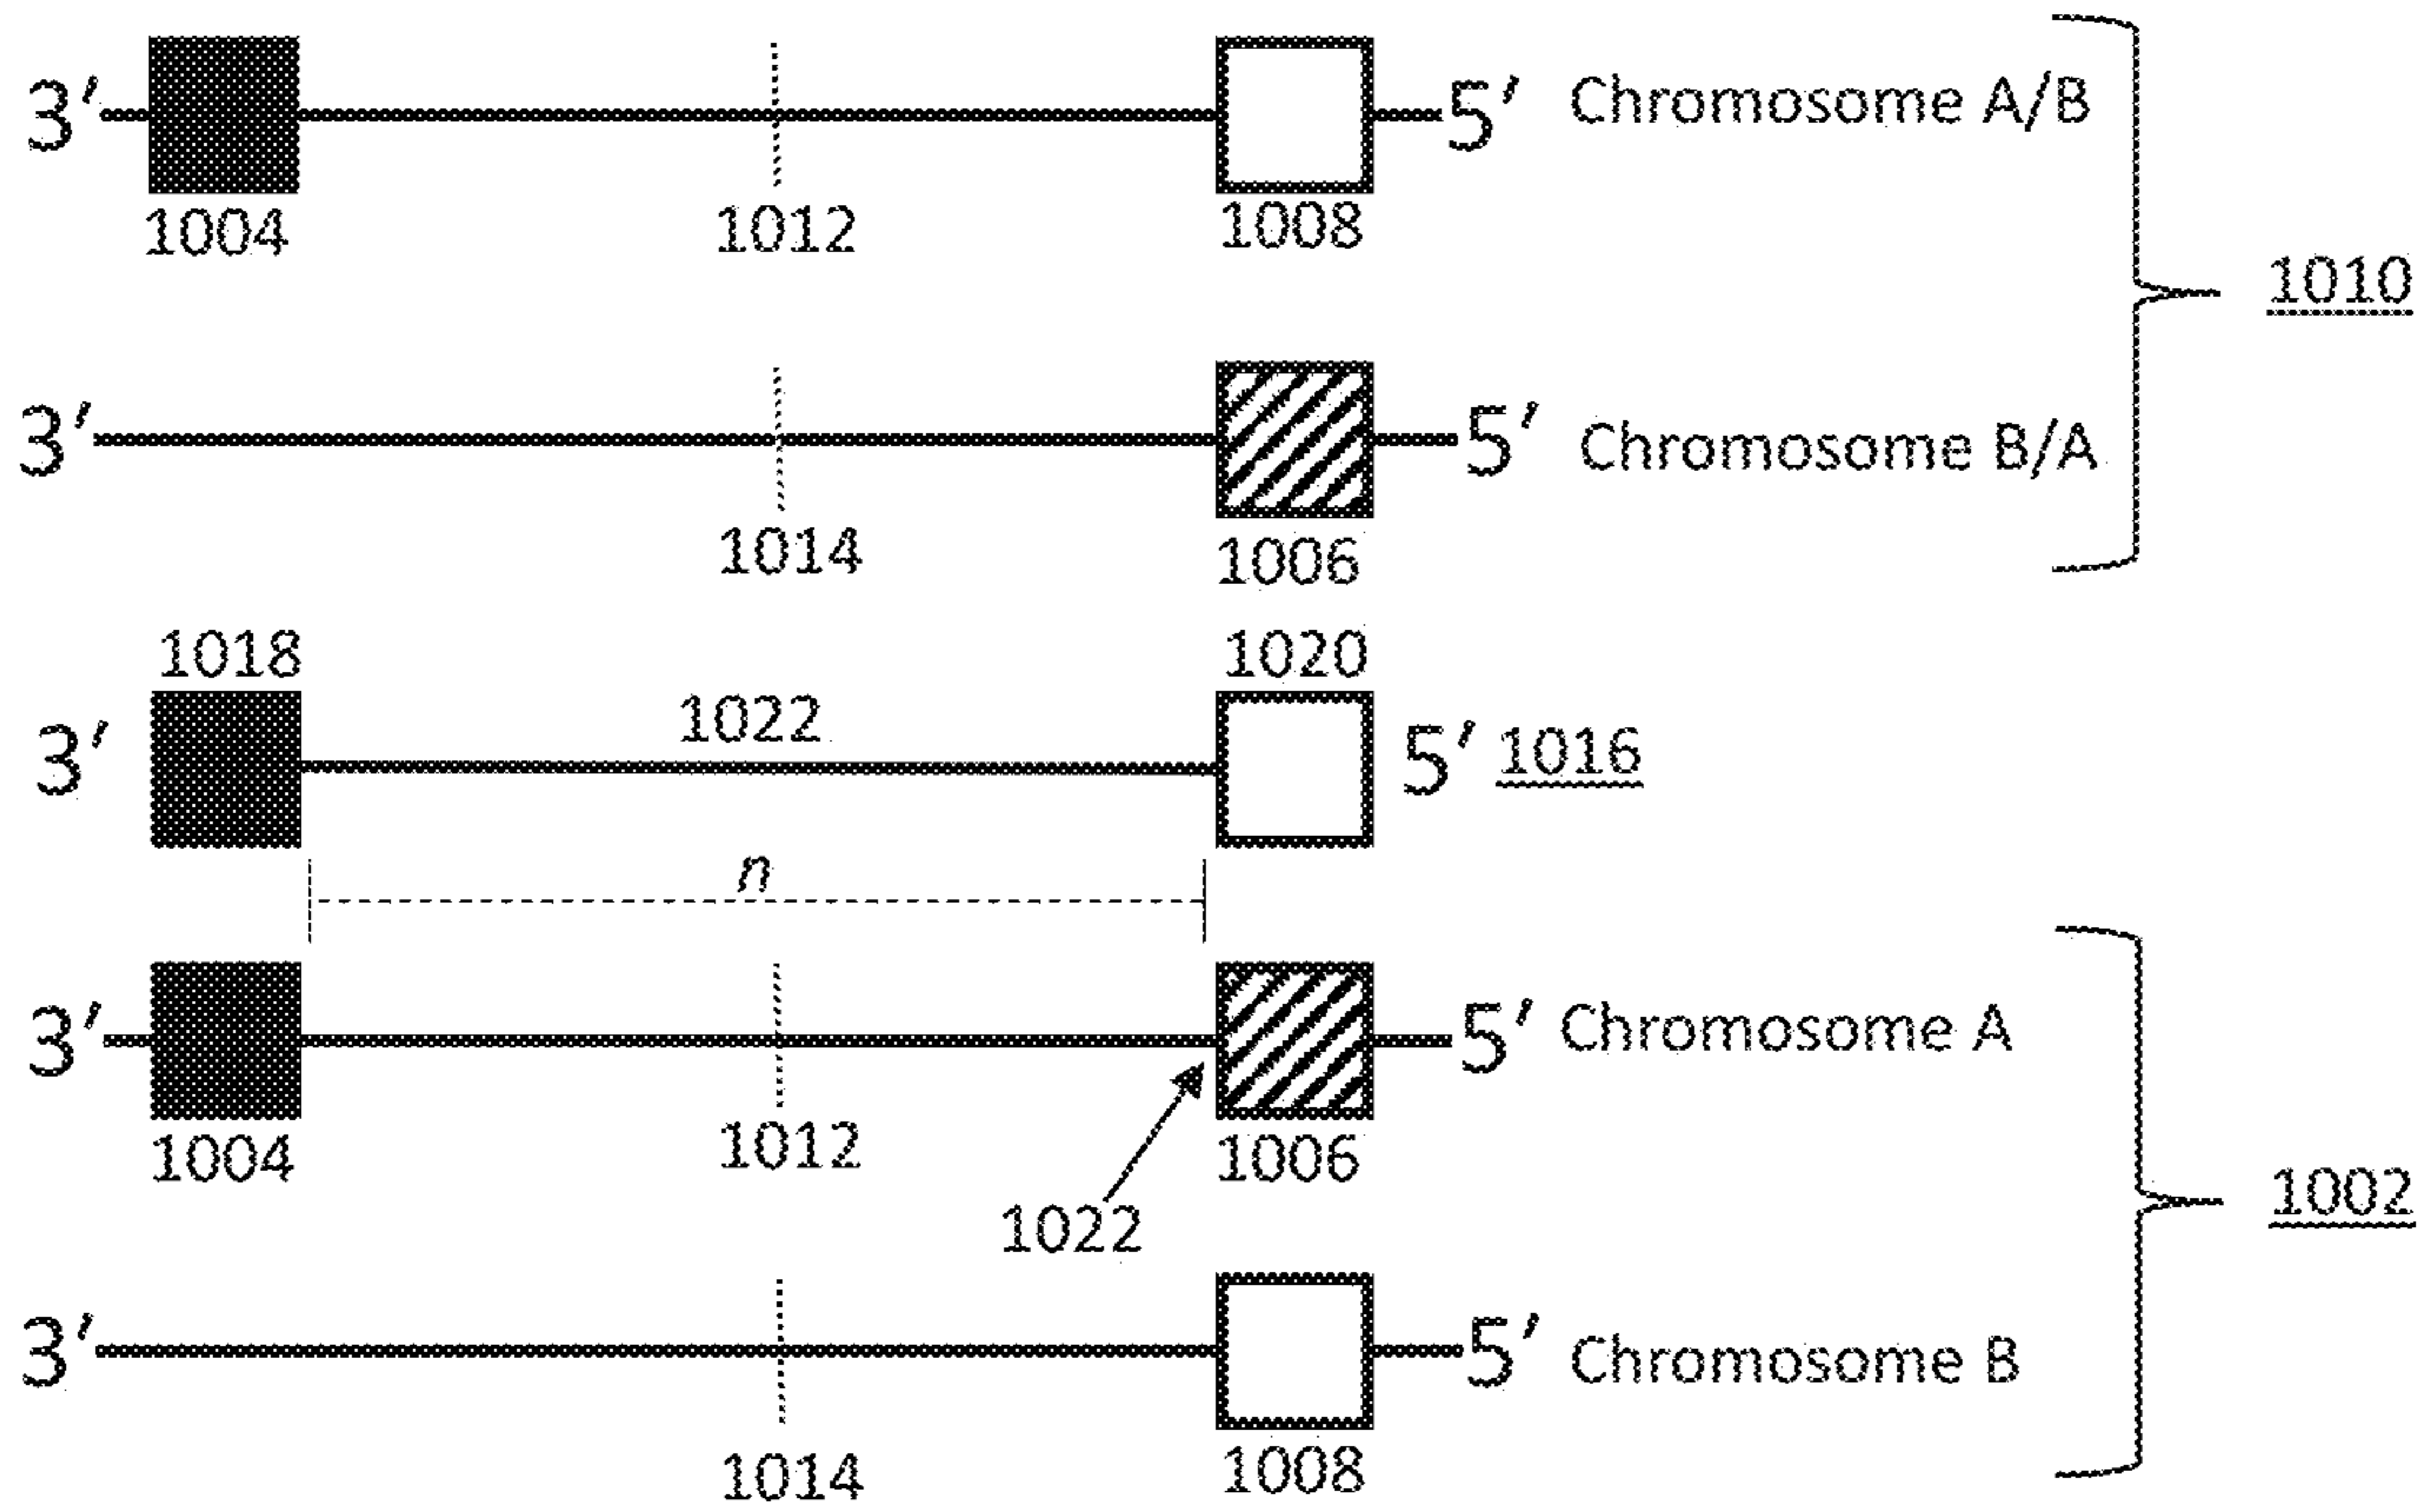 3′ 5′ Chromosome A/B
1004 1012 1008
1010
3′ 5′ Chromosome B/A
1014 1006
1018 1020
1022
3′ 5′ 1016
n
3′ 5′ Chromosome A
1004 1012 1006
1022
1002
3′ 5′ Chromosome B
1014 1008